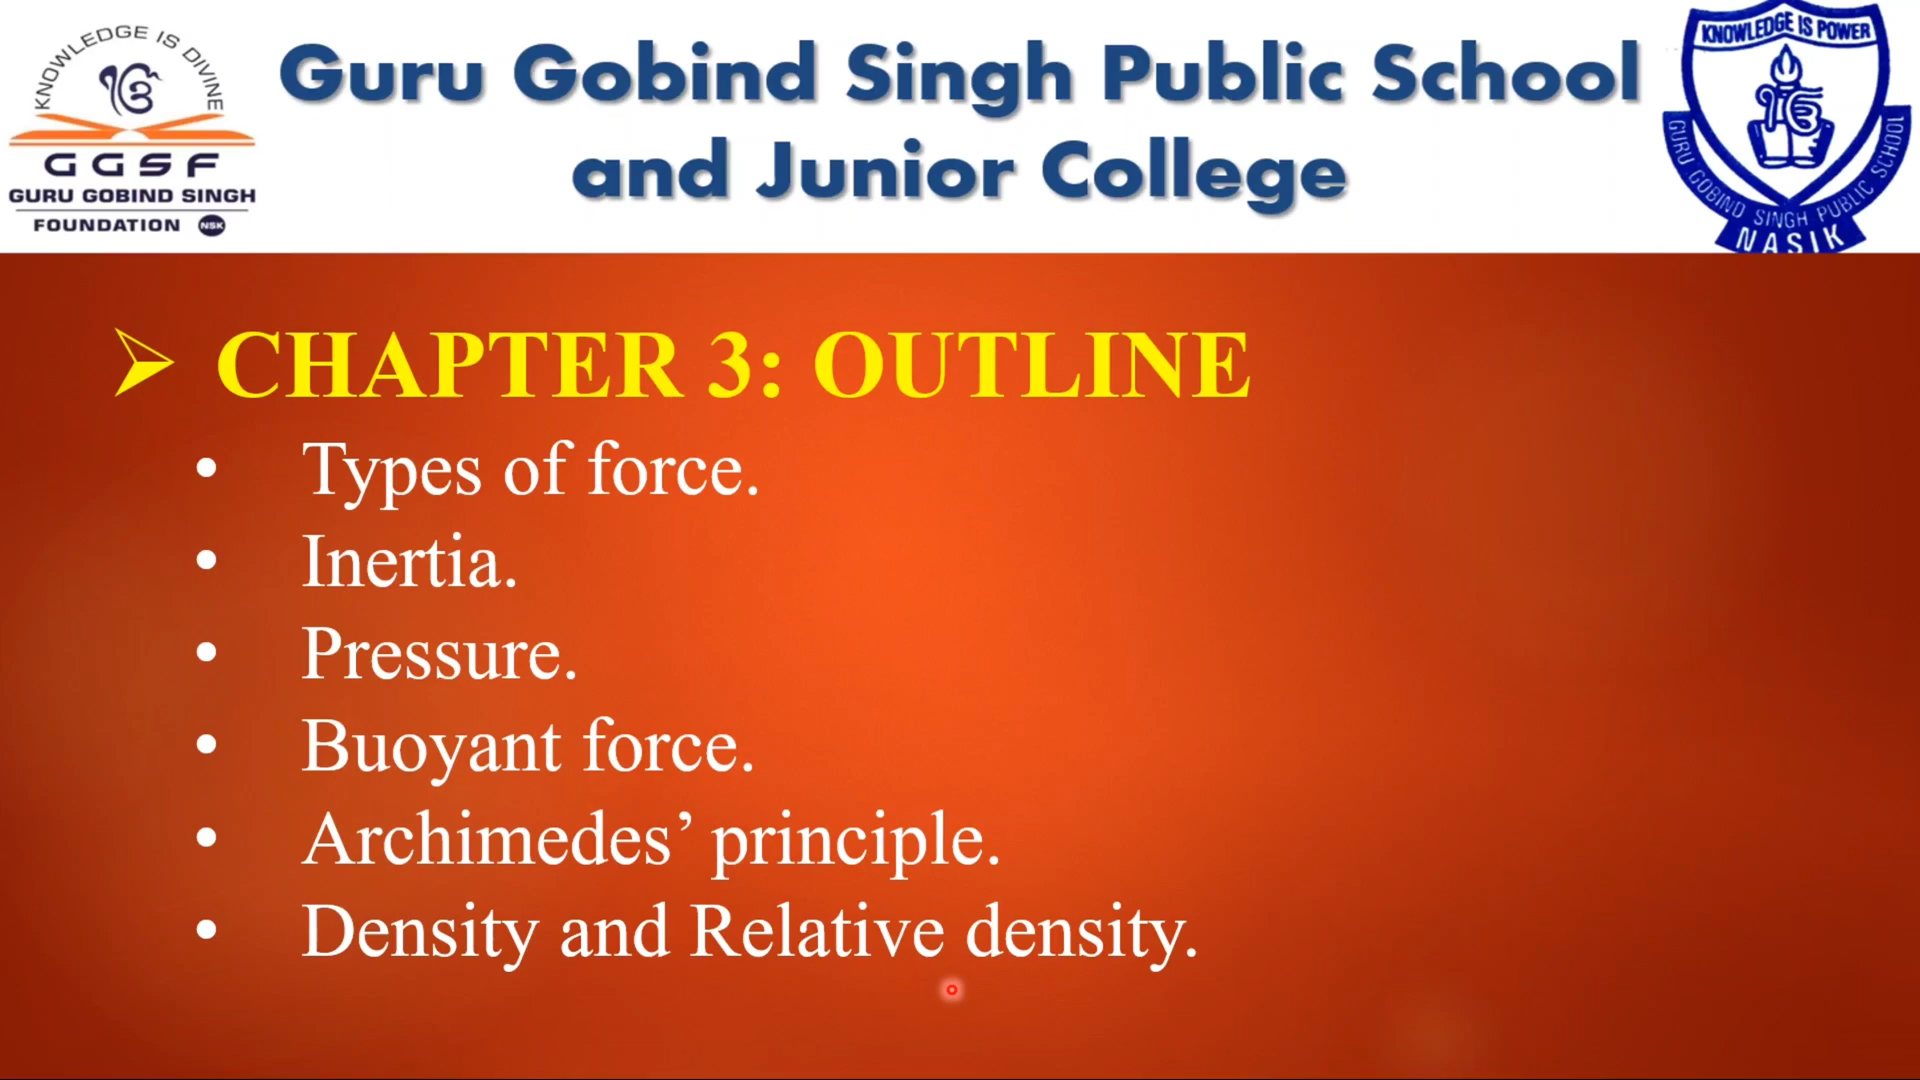 KNOWLEDGE IS DIVINE
GGSF
GURU GOBIND SINGH
FOUNDATION NSK
Guru Gobind Singh Public School
and Junior College
KNOWLEDGE IS POWER
ੴ
GURU GOBIND SINGH PUBLIC SCHOOL
NASIK
➢ CHAPTER 3: OUTLINE
• Types of force.
• Inertia.
• Pressure.
• Buoyant force.
• Archimedes’ principle.
• Density and Relative density.